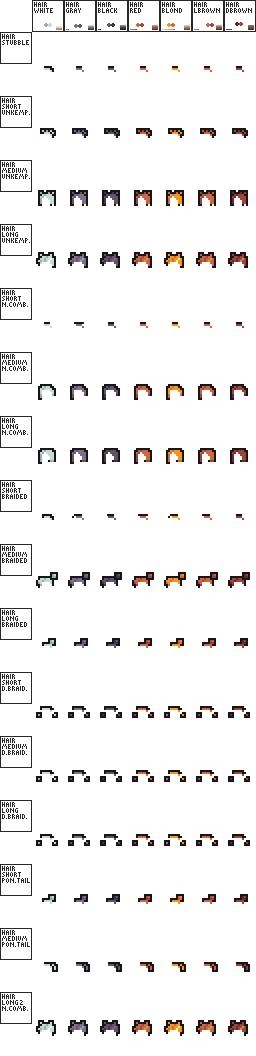 HAIR WHITE
HAIR GRAY
HAIR BLACK
HAIR RED
HAIR BLOND
HAIR LBROWN
HAIR DBROWN
HAIR
STUBBLE
HAIR
SHORT
UNKEMP.
HAIR
MEDIUM
UNKEMP.
HAIR
LONG
UNKEMP.
HAIR
SHORT
N.COMB.
HAIR
MEDIUM
N.COMB.
HAIR
LONG
N.COMB.
HAIR
SHORT
BRAIDED
HAIR
MEDIUM
BRAIDED
HAIR
LONG
BRAIDED
HAIR
SHORT
D.BRAID.
HAIR
MEDIUM
D.BRAID.
HAIR
LONG
D.BRAID.
HAIR
SHORT
PON.TAIL
HAIR
MEDIUM
PON.TAIL
HAIR
LONG2
N.COMB.